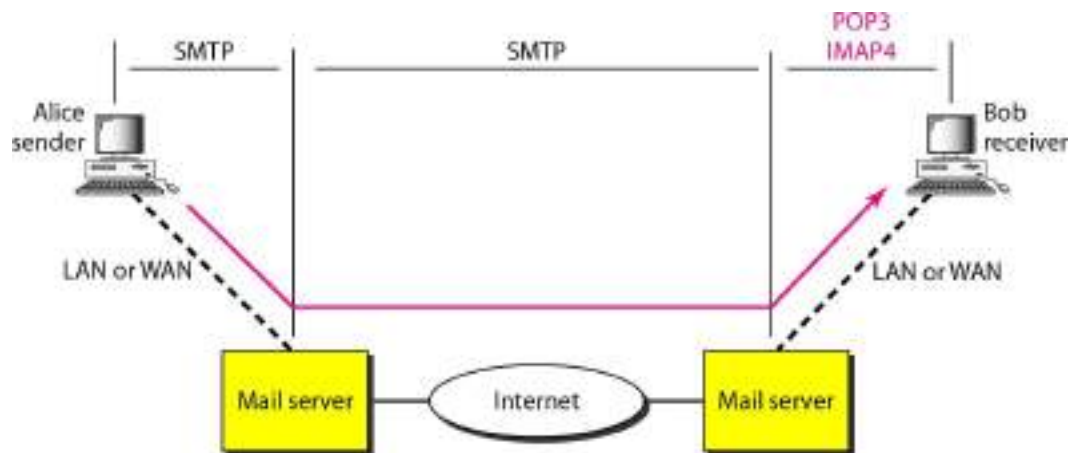 SMTP
SMTP
POP3
IMAP4
Alice
sender
Bob
receiver
LAN or WAN
LAN or WAN
Mail server
Internet
Mail server